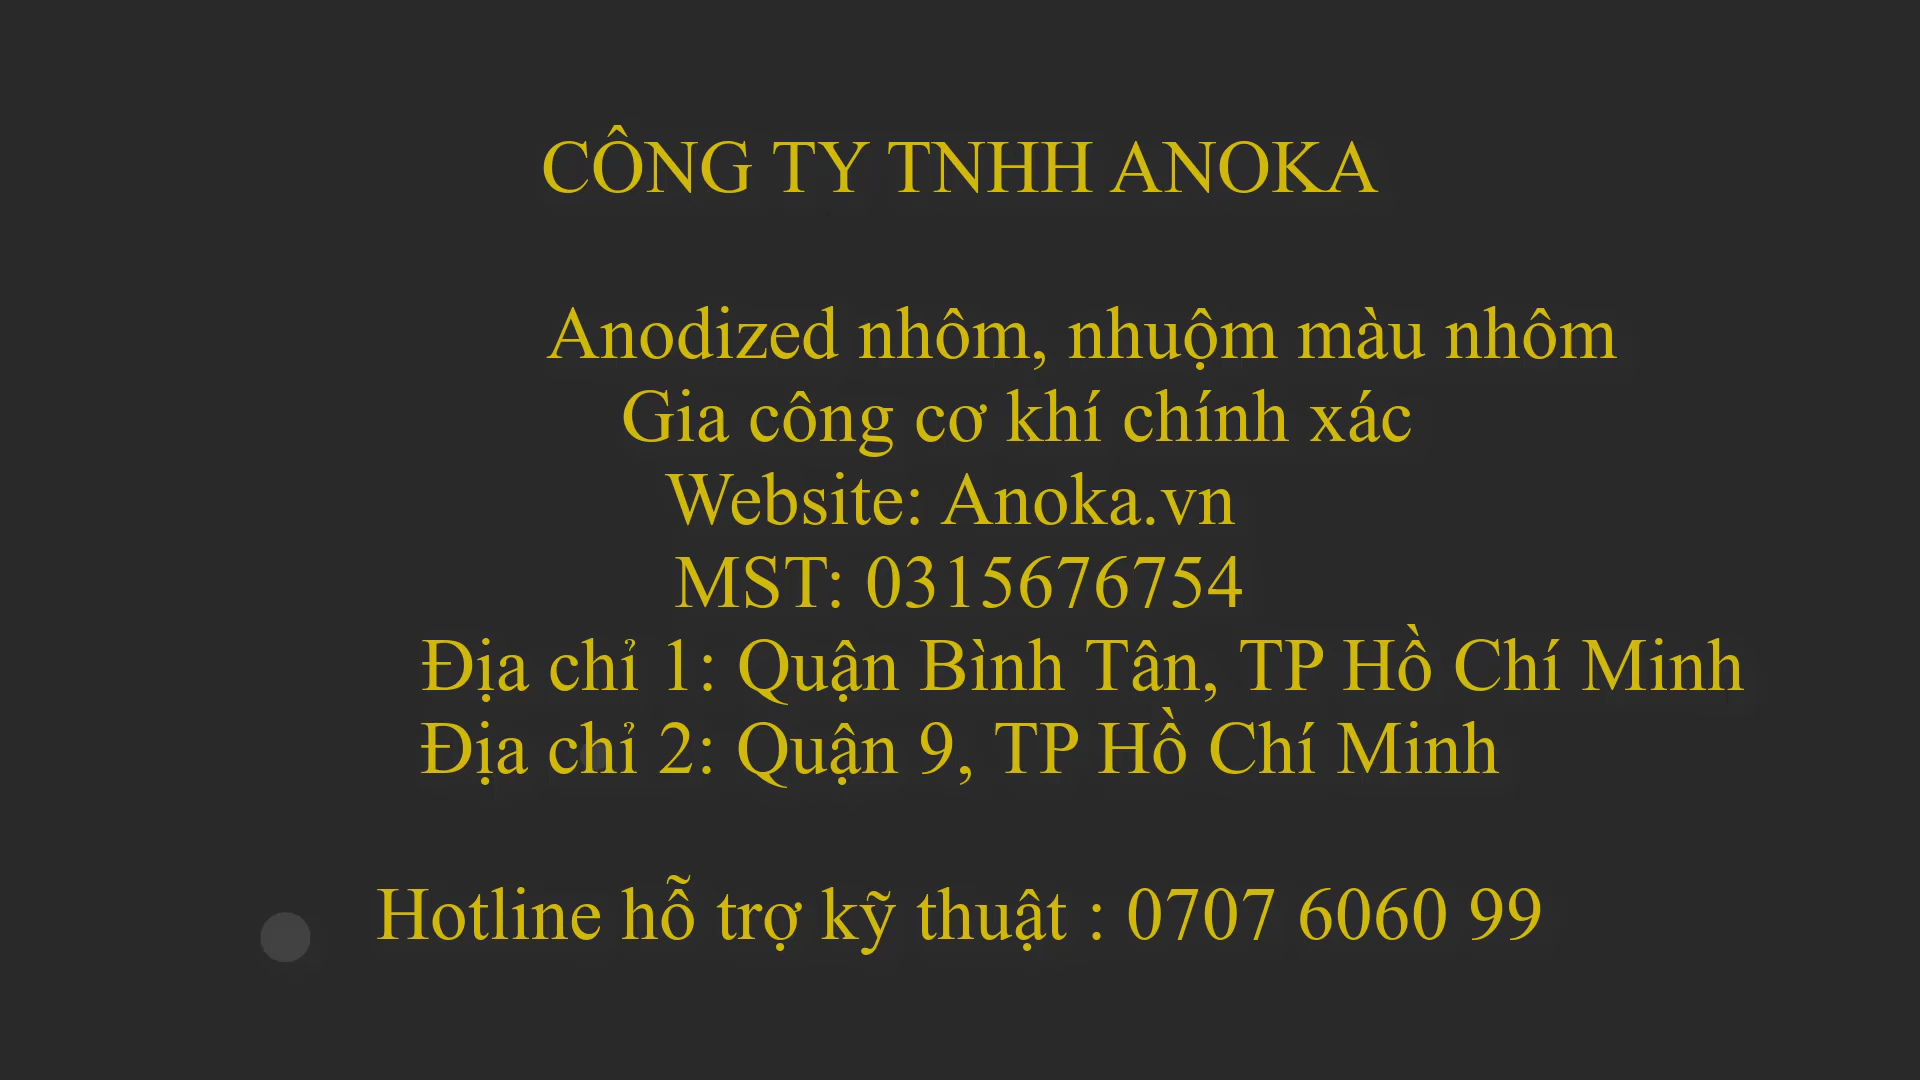 CÔNG TY TNHH ANOKA
Anodized nhôm, nhuộm màu nhôm
Gia công cơ khí chính xác
Website: Anoka.vn
MST: 0315676754
Địa chỉ 1: Quận Bình Tân, TP Hồ Chí Minh
Địa chỉ 2: Quận 9, TP Hồ Chí Minh
Hotline hỗ trợ kỹ thuật : 0707 6060 99